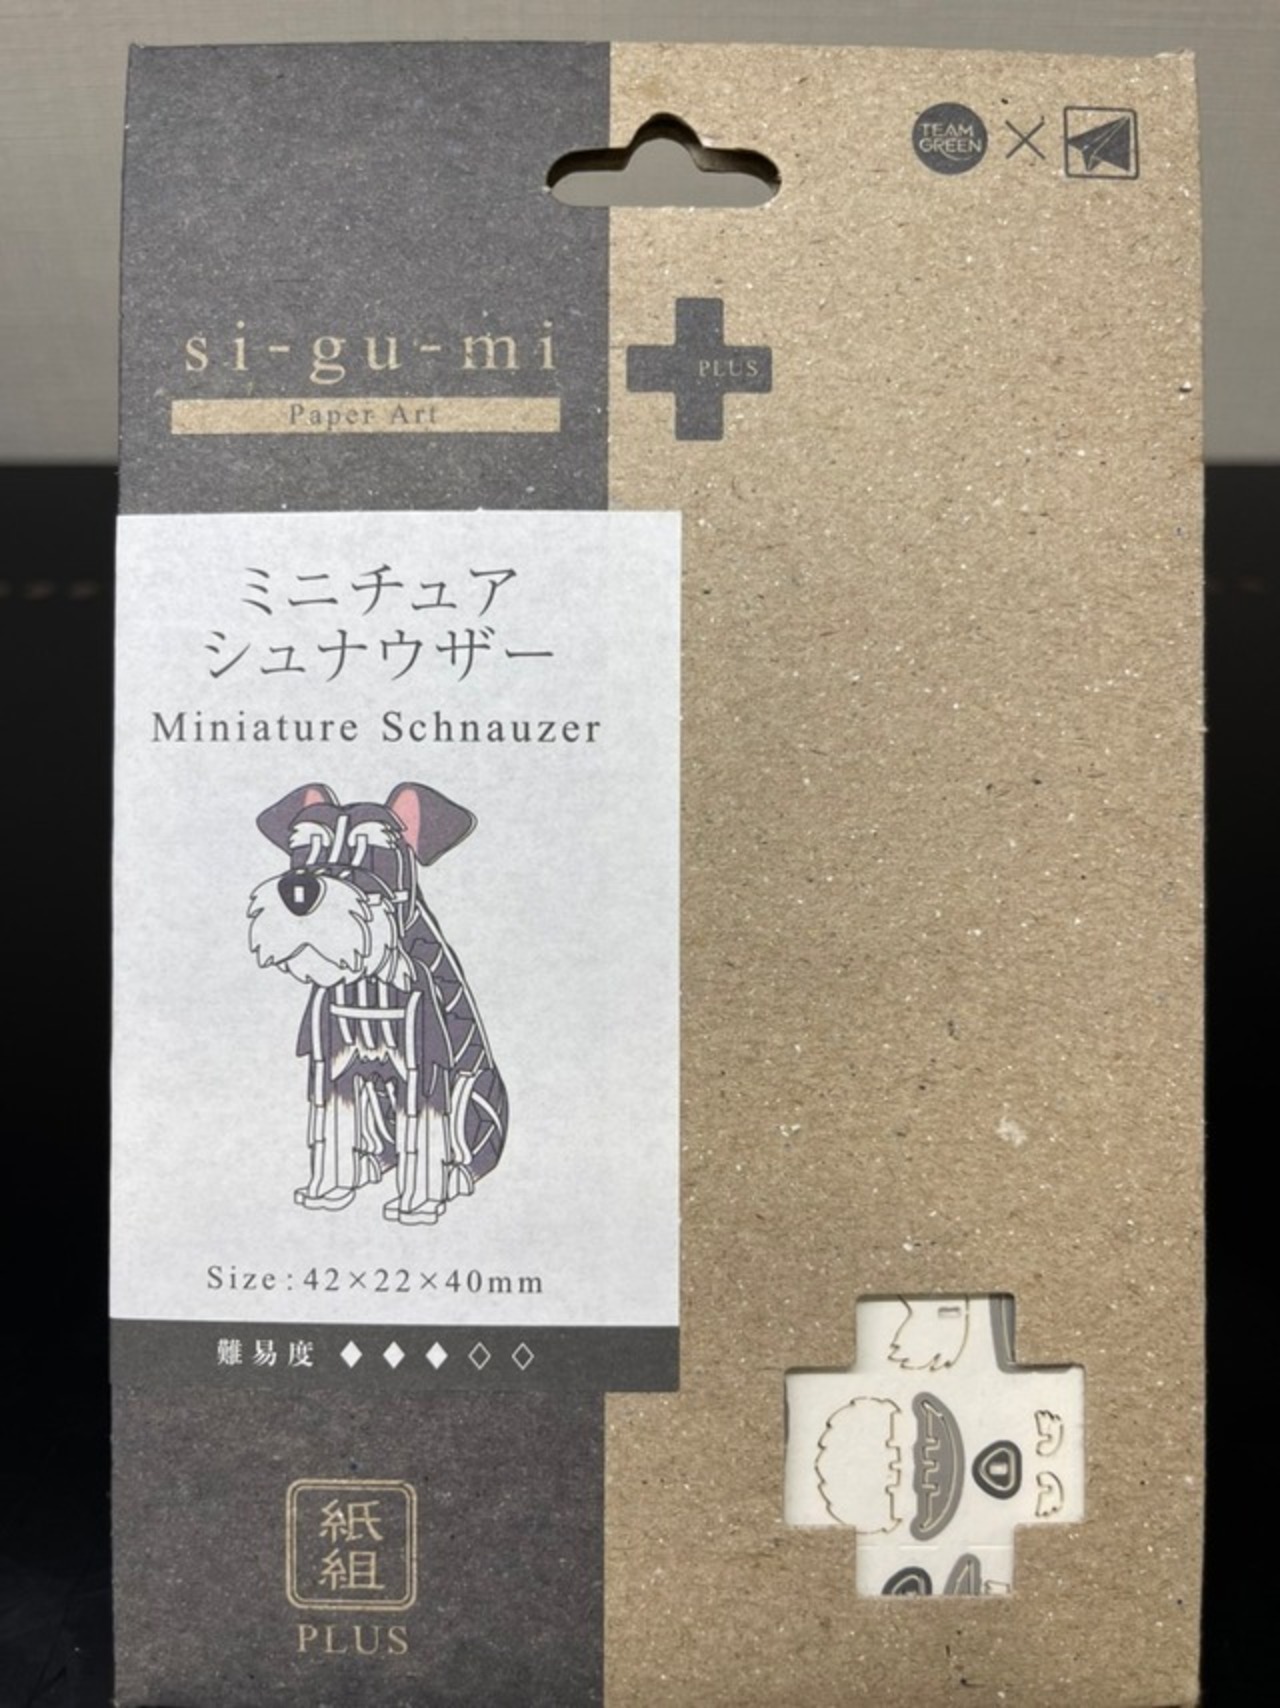 TEAM
GREEN
si-gu-mi
PLUS
Paper Art
ミニチュア
シュナウザー
Miniature Schnauzer
Size:42×22×40mm
難易度
紙
組
PLUS